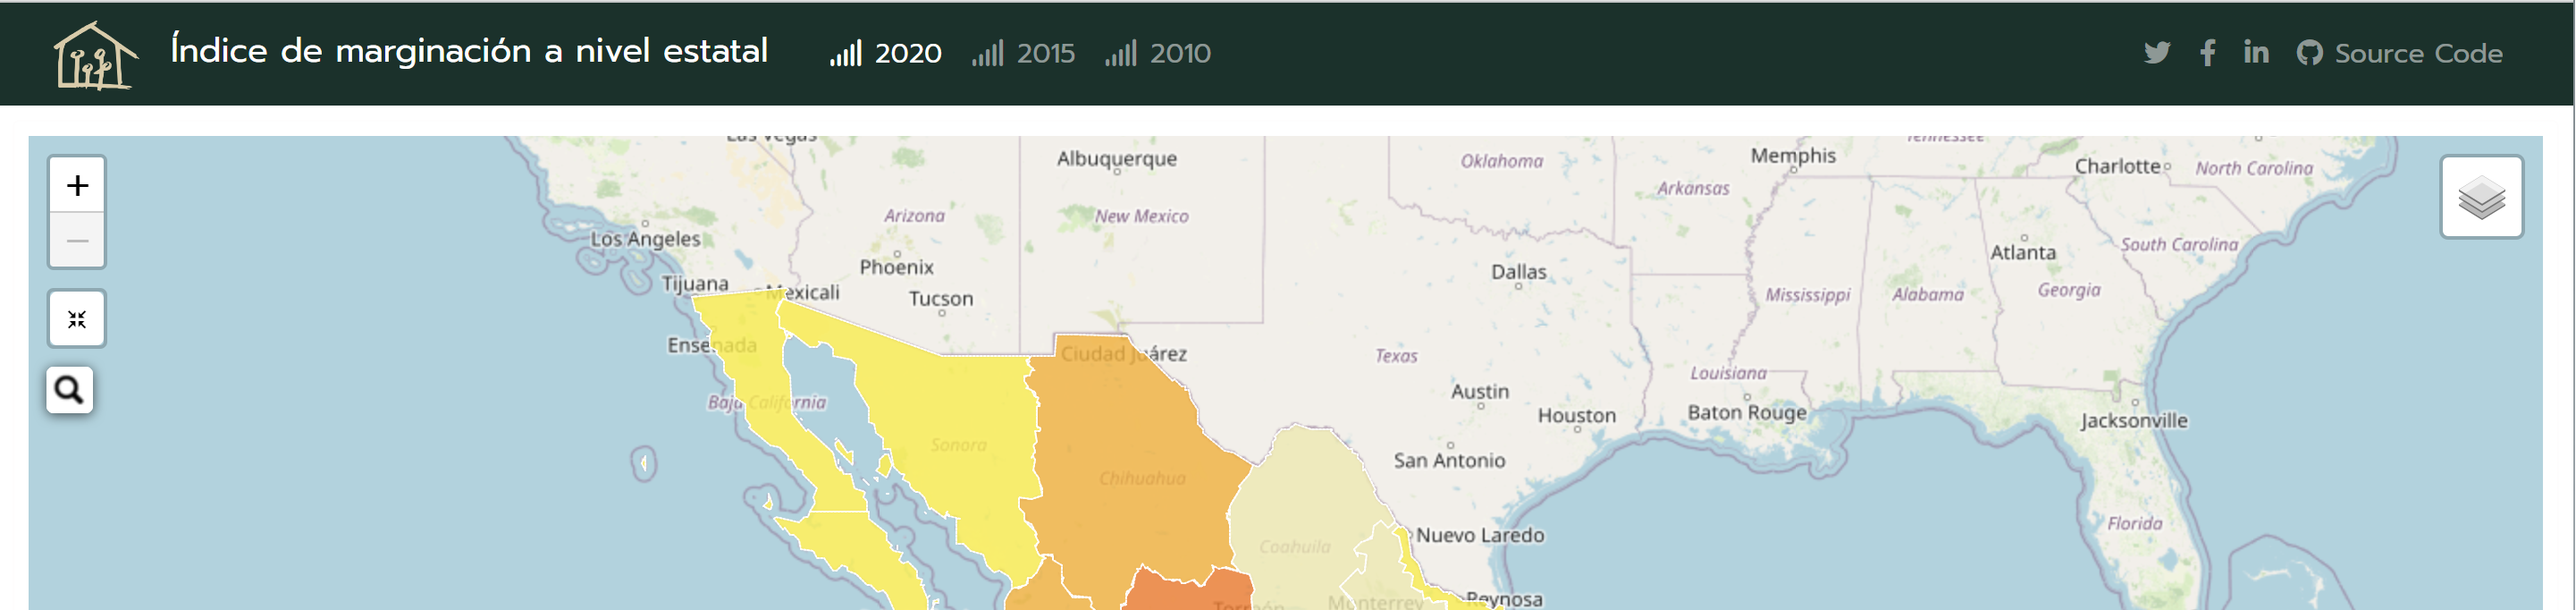 Índice de marginación a nivel estatal 2020 2015 2010 Source Code
Las Vegas
Albuquerque
Oklahoma
Memphis
Tennessee
Charlotte
North Carolina
Arkansas
Arizona
New Mexico
Los Angeles
Phoenix
Dallas
Atlanta
South Carolina
Tijuana
Mexicali
Tucson
Mississippi
Alabama
Georgia
Ensenada
Ciudad Juárez
Texas
Louisiana
Austin
Baja California
Houston
Baton Rouge
Jacksonville
Sonora
San Antonio
Chihuahua
Florida
Nuevo Laredo
Coahuila
Reynosa
Torreón
Monterrey